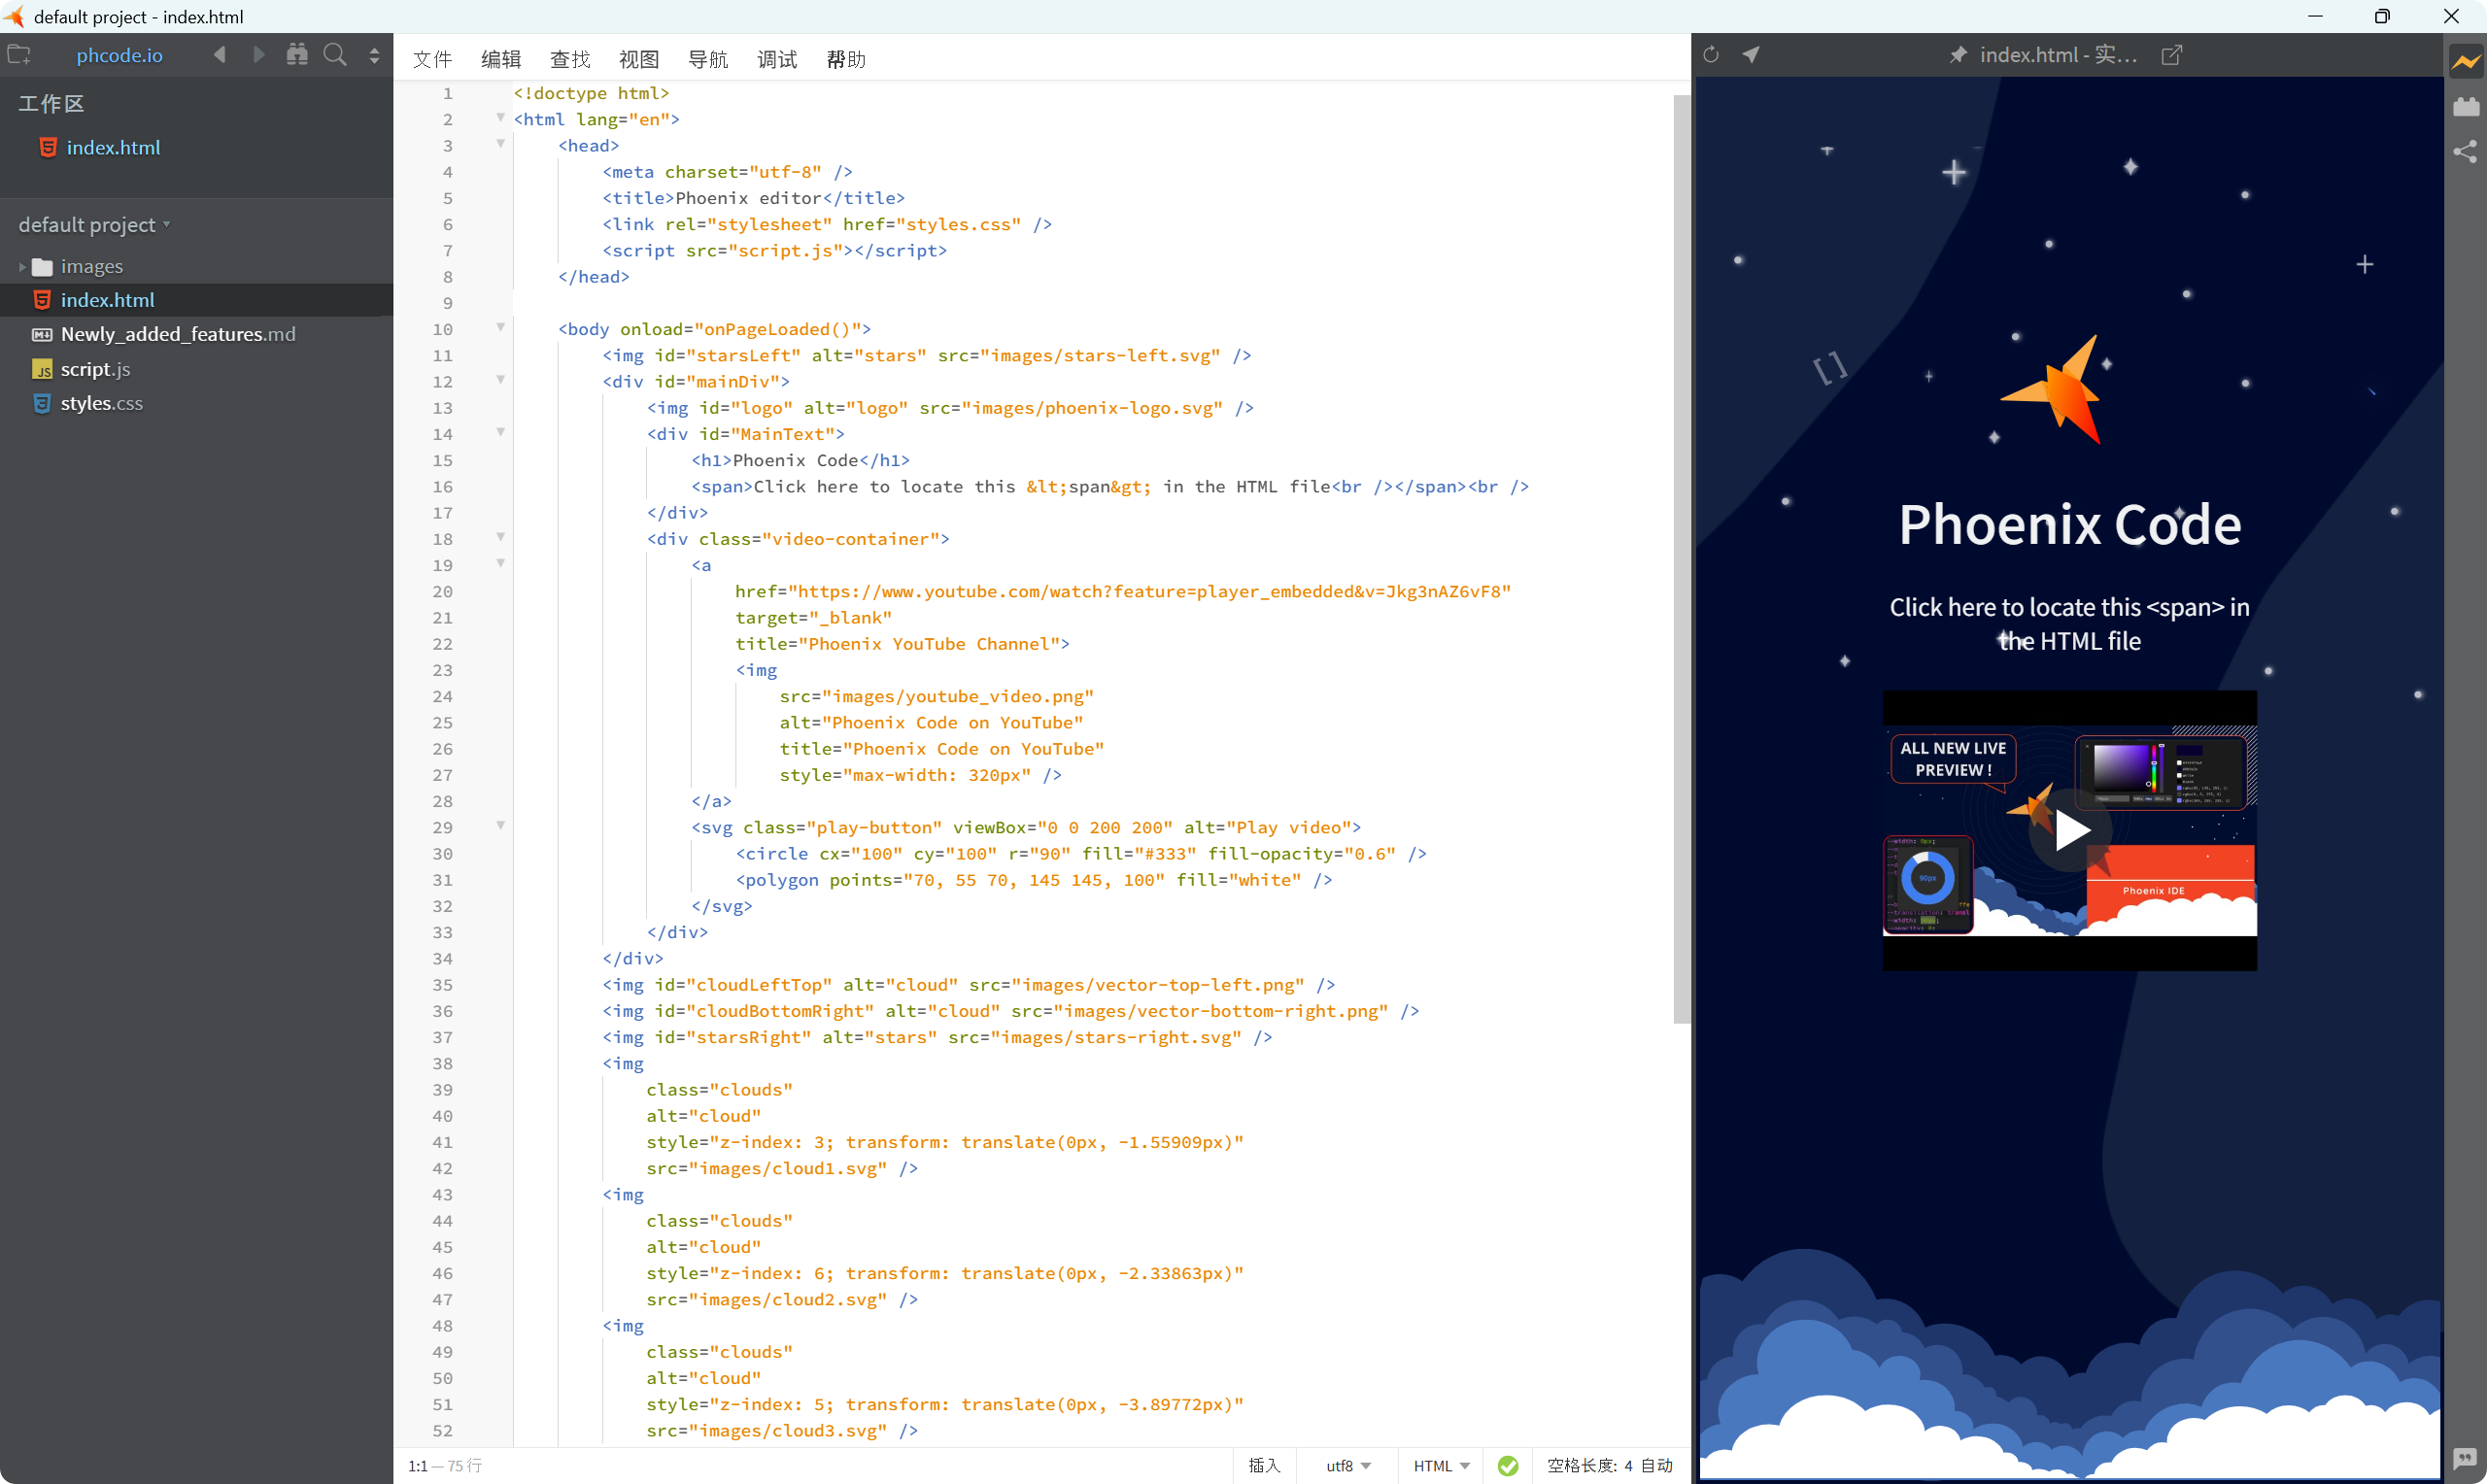 default project - index.html
phcode.io
工作区
index.html
default project
images
index.html
Newly_added_features.md
script.js
styles.css
文件 编辑 查找 视图 导航 调试 帮助
1 <!doctype html>
2 <html lang="en">
3 <head>
4 <meta charset="utf-8" />
5 <title>Phoenix editor</title>
6 <link rel="stylesheet" href="styles.css" />
7 <script src="script.js"></script>
8 </head>
9
10 <body onload="onPageLoaded()">
11 <img id="starsLeft" alt="stars" src="images/stars-left.svg" />
12 <div id="mainDiv">
13 <img id="logo" alt="logo" src="images/phoenix-logo.svg" />
14 <div id="MainText">
15 <h1>Phoenix Code</h1>
16 <span>Click here to locate this &lt;span&gt; in the HTML file<br /></span><br />
17 </div>
18 <div class="video-container">
19 <a
20 href="https://www.youtube.com/watch?feature=player_embedded&v=Jkg3nAZ6vF8"
21 target="_blank"
22 title="Phoenix YouTube Channel">
23 <img
24 src="images/youtube_video.png"
25 alt="Phoenix Code on YouTube"
26 title="Phoenix Code on YouTube"
27 style="max-width: 320px" />
28 </a>
29 <svg class="play-button" viewBox="0 0 200 200" alt="Play video">
30 <circle cx="100" cy="100" r="90" fill="#333" fill-opacity="0.6" />
31 <polygon points="70, 55 70, 145 145, 100" fill="white" />
32 </svg>
33 </div>
34 </div>
35 <img id="cloudLeftTop" alt="cloud" src="images/vector-top-left.png" />
36 <img id="cloudBottomRight" alt="cloud" src="images/vector-bottom-right.png" />
37 <img id="starsRight" alt="stars" src="images/stars-right.svg" />
38 <img
39 class="clouds"
40 alt="cloud"
41 style="z-index: 3; transform: translate(0px, -1.55909px)"
42 src="images/cloud1.svg" />
43 <img
44 class="clouds"
45 alt="cloud"
46 style="z-index: 6; transform: translate(0px, -2.33863px)"
47 src="images/cloud2.svg" />
48 <img
49 class="clouds"
50 alt="cloud"
51 style="z-index: 5; transform: translate(0px, -3.89772px)"
52 src="images/cloud3.svg" />
1:1 — 75 行
插入 utf8 HTML 空格长度: 4 自动
index.html - 实...
Phoenix Code
Click here to locate this <span> in
the HTML file
ALL NEW LIVE
PREVIEW !
90px
Phoenix IDE